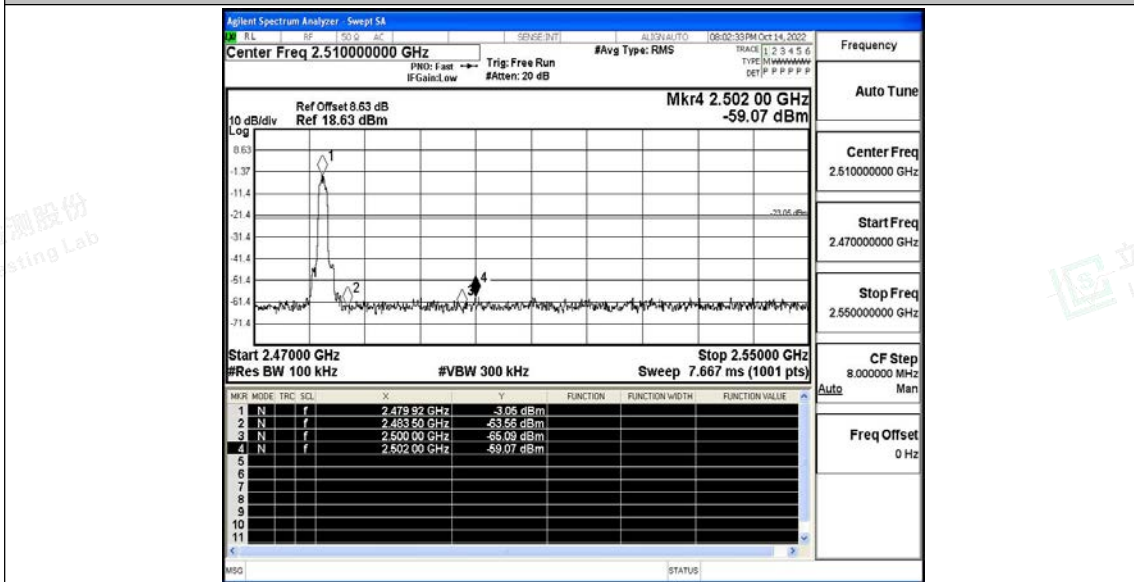 Agilent Spectrum Analyzer - Swept SA
RL RF 50 Ω AC SENSE:INT ALIGNAUTO 08:02:33PM Oct 14, 2022
Center Freq 2.510000000 GHz
PNO: Fast
IFGain:Low
Trig: Free Run
#Atten: 20 dB
#Avg Type: RMS
TRACE 1 2 3 4 5 6
TYPE MWWWWW
DET P P P P P P
Ref Offset 8.63 dB
10 dB/div Ref 18.63 dBm
Log
Mkr4 2.502 00 GHz
-59.07 dBm
8.63
-1.37
-11.4
-21.4
-31.4
-41.4
-51.4
-61.4
-71.4
1
2
3
4
-23.05 dBm
Start 2.47000 GHz Stop 2.55000 GHz
#Res BW 100 kHz #VBW 300 kHz Sweep 7.667 ms (1001 pts)
MKR MODE TRC SCL X Y FUNCTION FUNCTION WIDTH FUNCTION VALUE
1 N f 2.479 92 GHz -3.05 dBm
2 N f 2.483 50 GHz -63.56 dBm
3 N f 2.500 00 GHz -65.09 dBm
4 N f 2.502 00 GHz -59.07 dBm
5
6
7
8
9
10
11
MSG STATUS
Frequency
Auto Tune
Center Freq
2.510000000 GHz
Start Freq
2.470000000 GHz
Stop Freq
2.550000000 GHz
CF Step
8.000000 MHz
Auto Man
Freq Offset
0 Hz
测股份
sting Lab
立